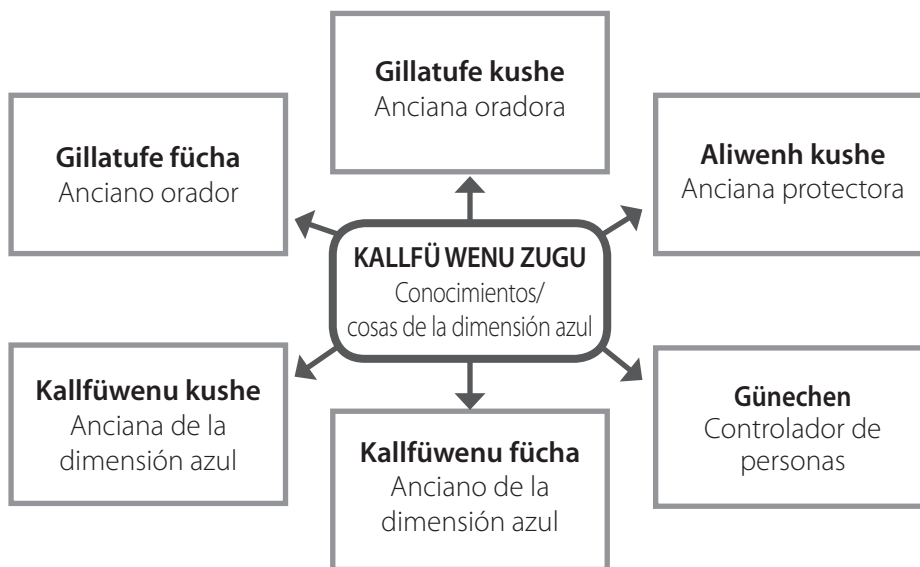 Gillatufe kushe
Anciana oradora
Gillatufe fücha
Anciano orador
Aliwenh kushe
Anciana protectora
KALLFÜ WENU ZUGU
Conocimientos/
cosas de la dimensión azul
Kallfüwenu kushe
Anciana de la
dimensión azul
Kallfüwenu fücha
Anciano de la
dimensión azul
Günechen
Controlador de
personas